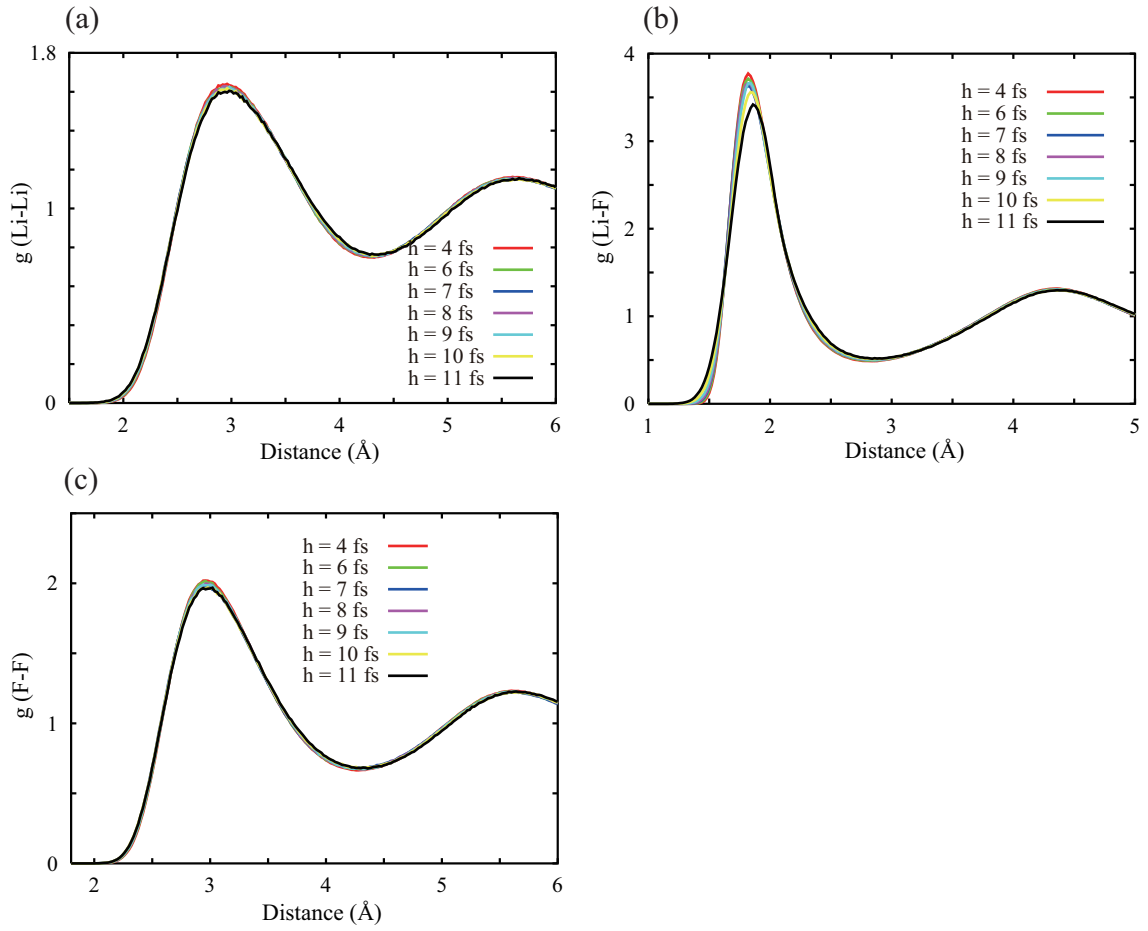 (a)
1.8
1
0
g (Li-Li)
h = 4 fs
h = 6 fs
h = 7 fs
h = 8 fs
h = 9 fs
h = 10 fs
h = 11 fs
2 3 4 5 6
Distance (Å)
(b)
4
3
2
1
0
g (Li-F)
h = 4 fs
h = 6 fs
h = 7 fs
h = 8 fs
h = 9 fs
h = 10 fs
h = 11 fs
1 2 3 4 5
Distance (Å)
(c)
2
1
0
g (F-F)
h = 4 fs
h = 6 fs
h = 7 fs
h = 8 fs
h = 9 fs
h = 10 fs
h = 11 fs
2 3 4 5 6
Distance (Å)